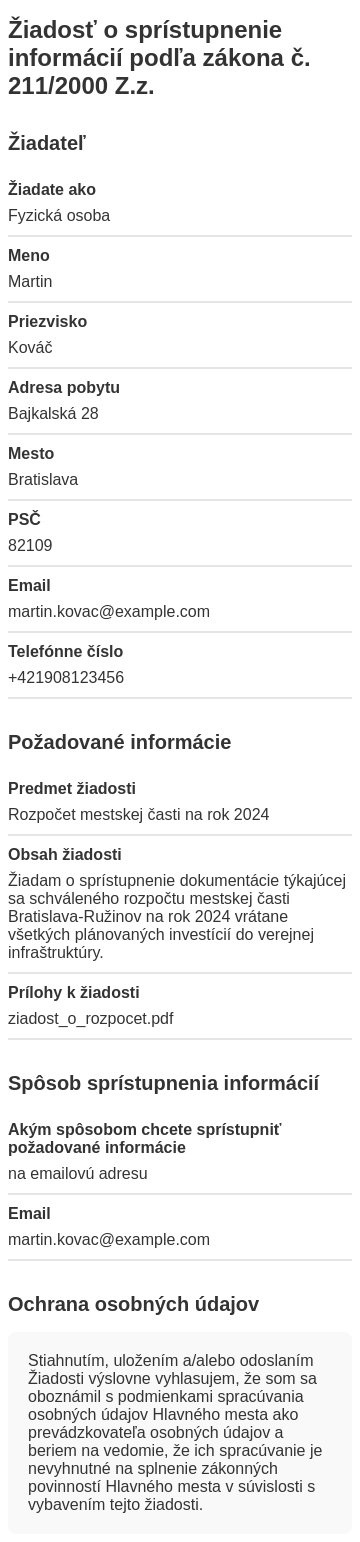 Žiadosť o sprístupnenie
informácií podľa zákona č.
211/2000 Z.z.
Žiadateľ
Žiadate ako
Fyzická osoba
Meno
Martin
Priezvisko
Kováč
Adresa pobytu
Bajkalská 28
Mesto
Bratislava
PSČ
82109
Email
martin.kovac@example.com
Telefónne číslo
+421908123456
Požadované informácie
Predmet žiadosti
Rozpočet mestskej časti na rok 2024
Obsah žiadosti
Žiadam o sprístupnenie dokumentácie týkajúcej
sa schváleného rozpočtu mestskej časti
Bratislava-Ružinov na rok 2024 vrátane
všetkých plánovaných investícií do verejnej
infraštruktúry.
Prílohy k žiadosti
ziadost_o_rozpocet.pdf
Spôsob sprístupnenia informácií
Akým spôsobom chcete sprístupniť
požadované informácie
na emailovú adresu
Email
martin.kovac@example.com
Ochrana osobných údajov
Stiahnutím, uložením a/alebo odoslaním
Žiadosti výslovne vyhlasujem, že som sa
oboznámil s podmienkami spracúvania
osobných údajov Hlavného mesta ako
prevádzkovateľa osobných údajov a
beriem na vedomie, že ich spracúvanie je
nevyhnutné na splnenie zákonných
povinností Hlavného mesta v súvislosti s
vybavením tejto žiadosti.